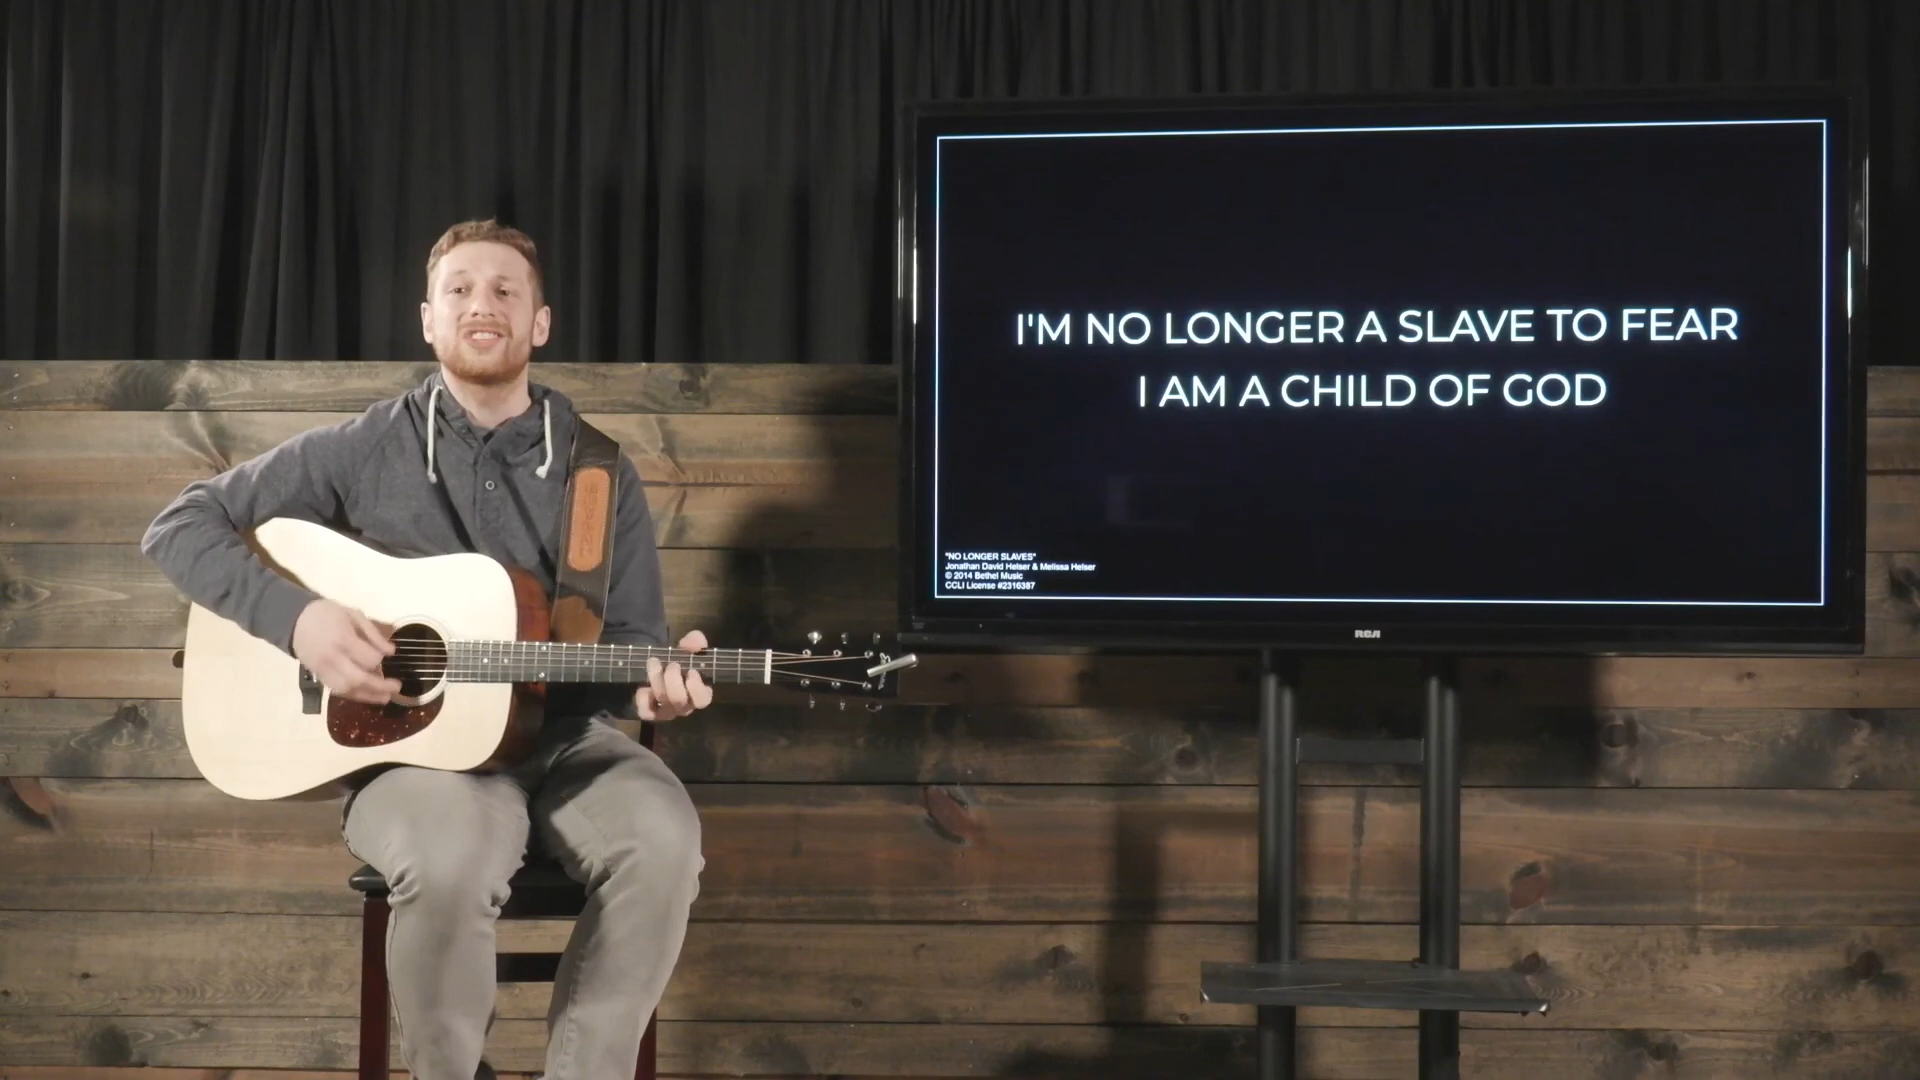 I'M NO LONGER A SLAVE TO FEAR
I AM A CHILD OF GOD
"NO LONGER SLAVES"
Jonathan David Helser & Melissa Helser
© 2014 Bethel Music
CCLI License #2316387
RCA